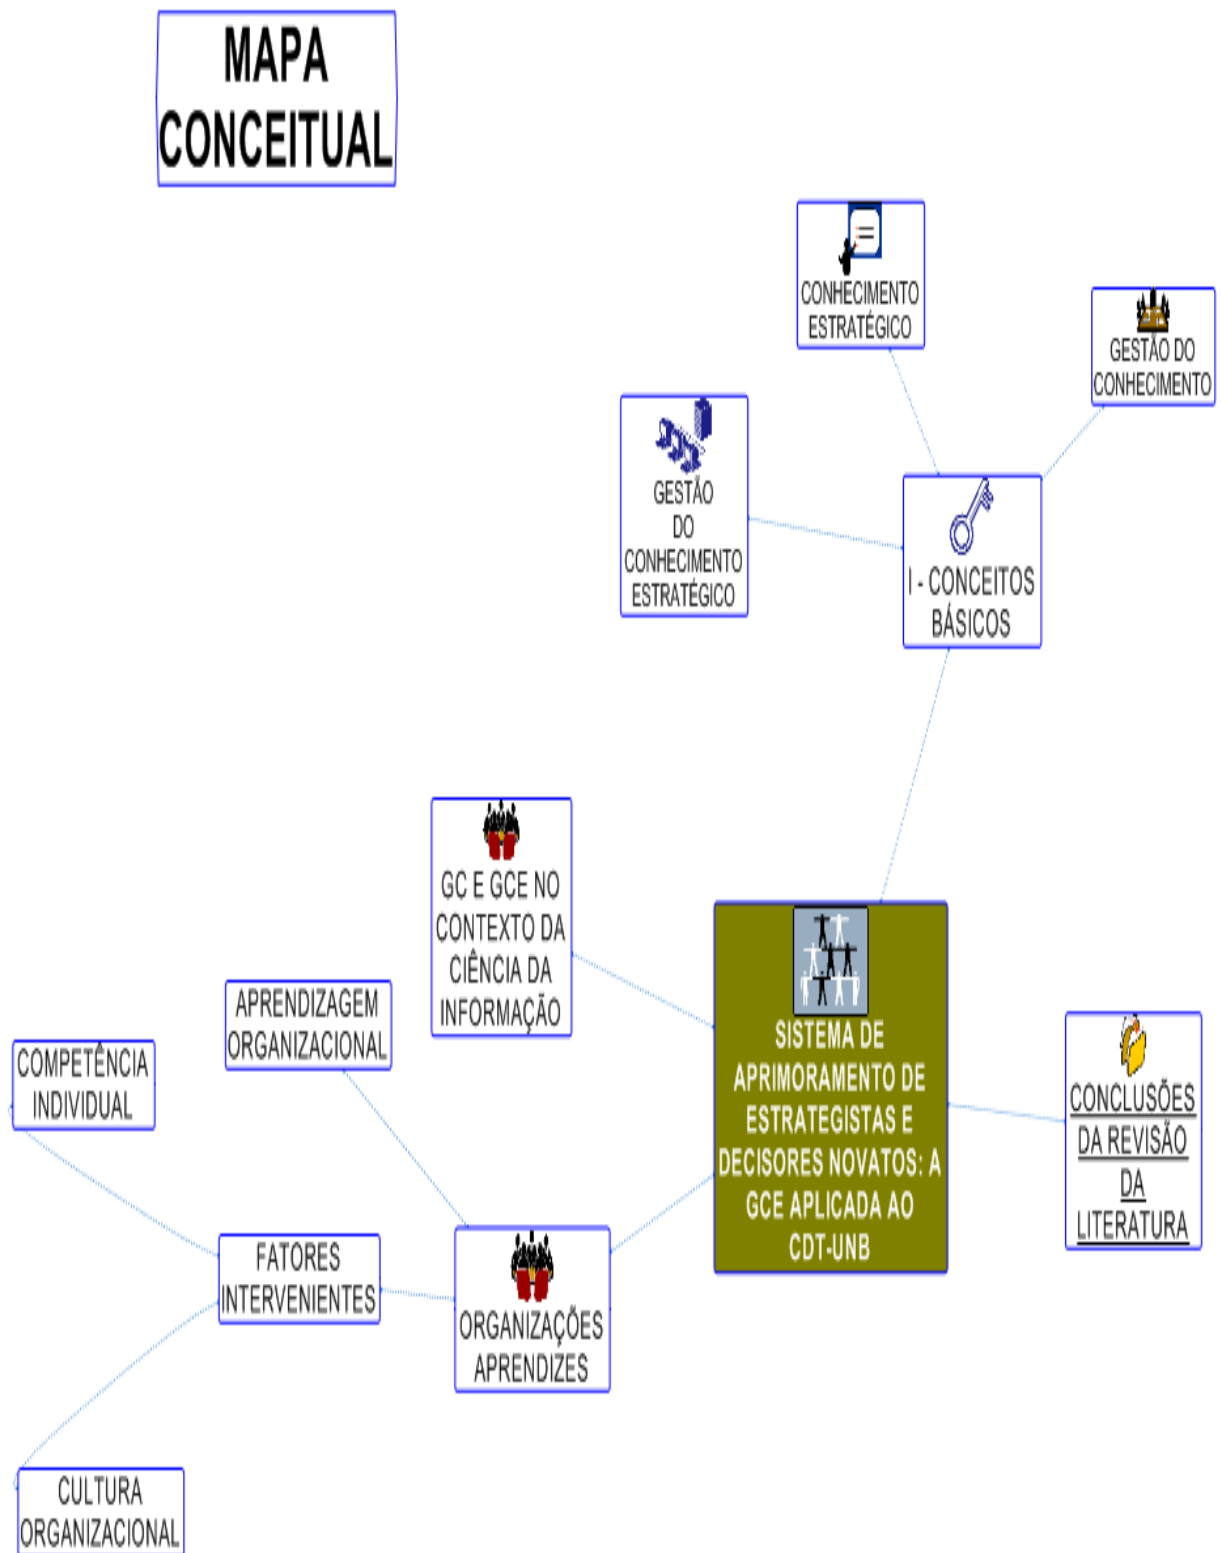 MAPA
CONCEITUAL
CONHECIMENTO
ESTRATÉGICO
GESTÃO DO
CONHECIMENTO
GESTÃO
DO
CONHECIMENTO
ESTRATÉGICO
I - CONCEITOS
BÁSICOS
GC E GCE NO
CONTEXTO DA
CIÊNCIA DA
INFORMAÇÃO
SISTEMA DE
APRIMORAMENTO DE
ESTRATEGISTAS E
DECISORES NOVATOS: A
GCE APLICADA AO
CDT-UNB
CONCLUSÕES
DA REVISÃO
DA
LITERATURA
APRENDIZAGEM
ORGANIZACIONAL
COMPETÊNCIA
INDIVIDUAL
FATORES
INTERVENIENTES
ORGANIZAÇÕES
APRENDIZES
CULTURA
ORGANIZACIONAL